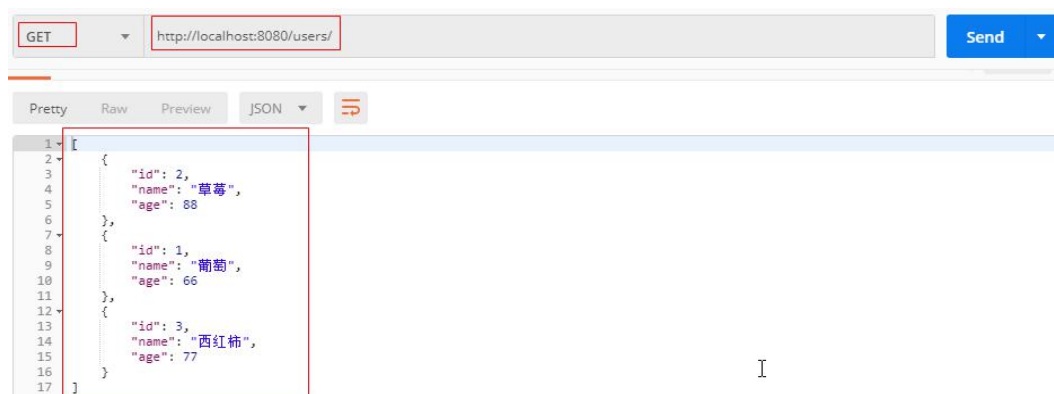 GET http://localhost:8080/users/ Send
Pretty Raw Preview JSON
1 [
2 {
3 "id": 2,
4 "name": "草莓",
5 "age": 88
6 },
7 {
8 "id": 1,
9 "name": "葡萄",
10 "age": 66
11 },
12 {
13 "id": 3,
14 "name": "西红柿",
15 "age": 77
16 }
17 ]